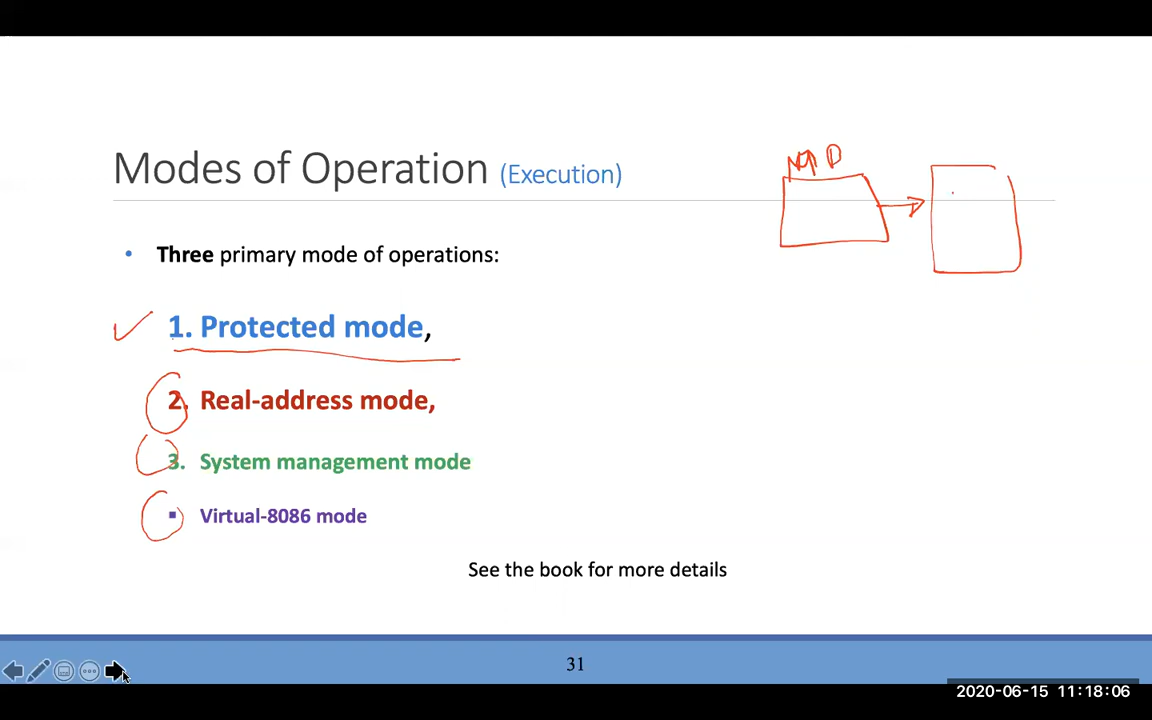 Modes of Operation (Execution)
• Three primary mode of operations:
1. Protected mode,
2. Real-address mode,
3. System management mode
▪ Virtual-8086 mode
See the book for more details
31
2020-06-15 11:18:06